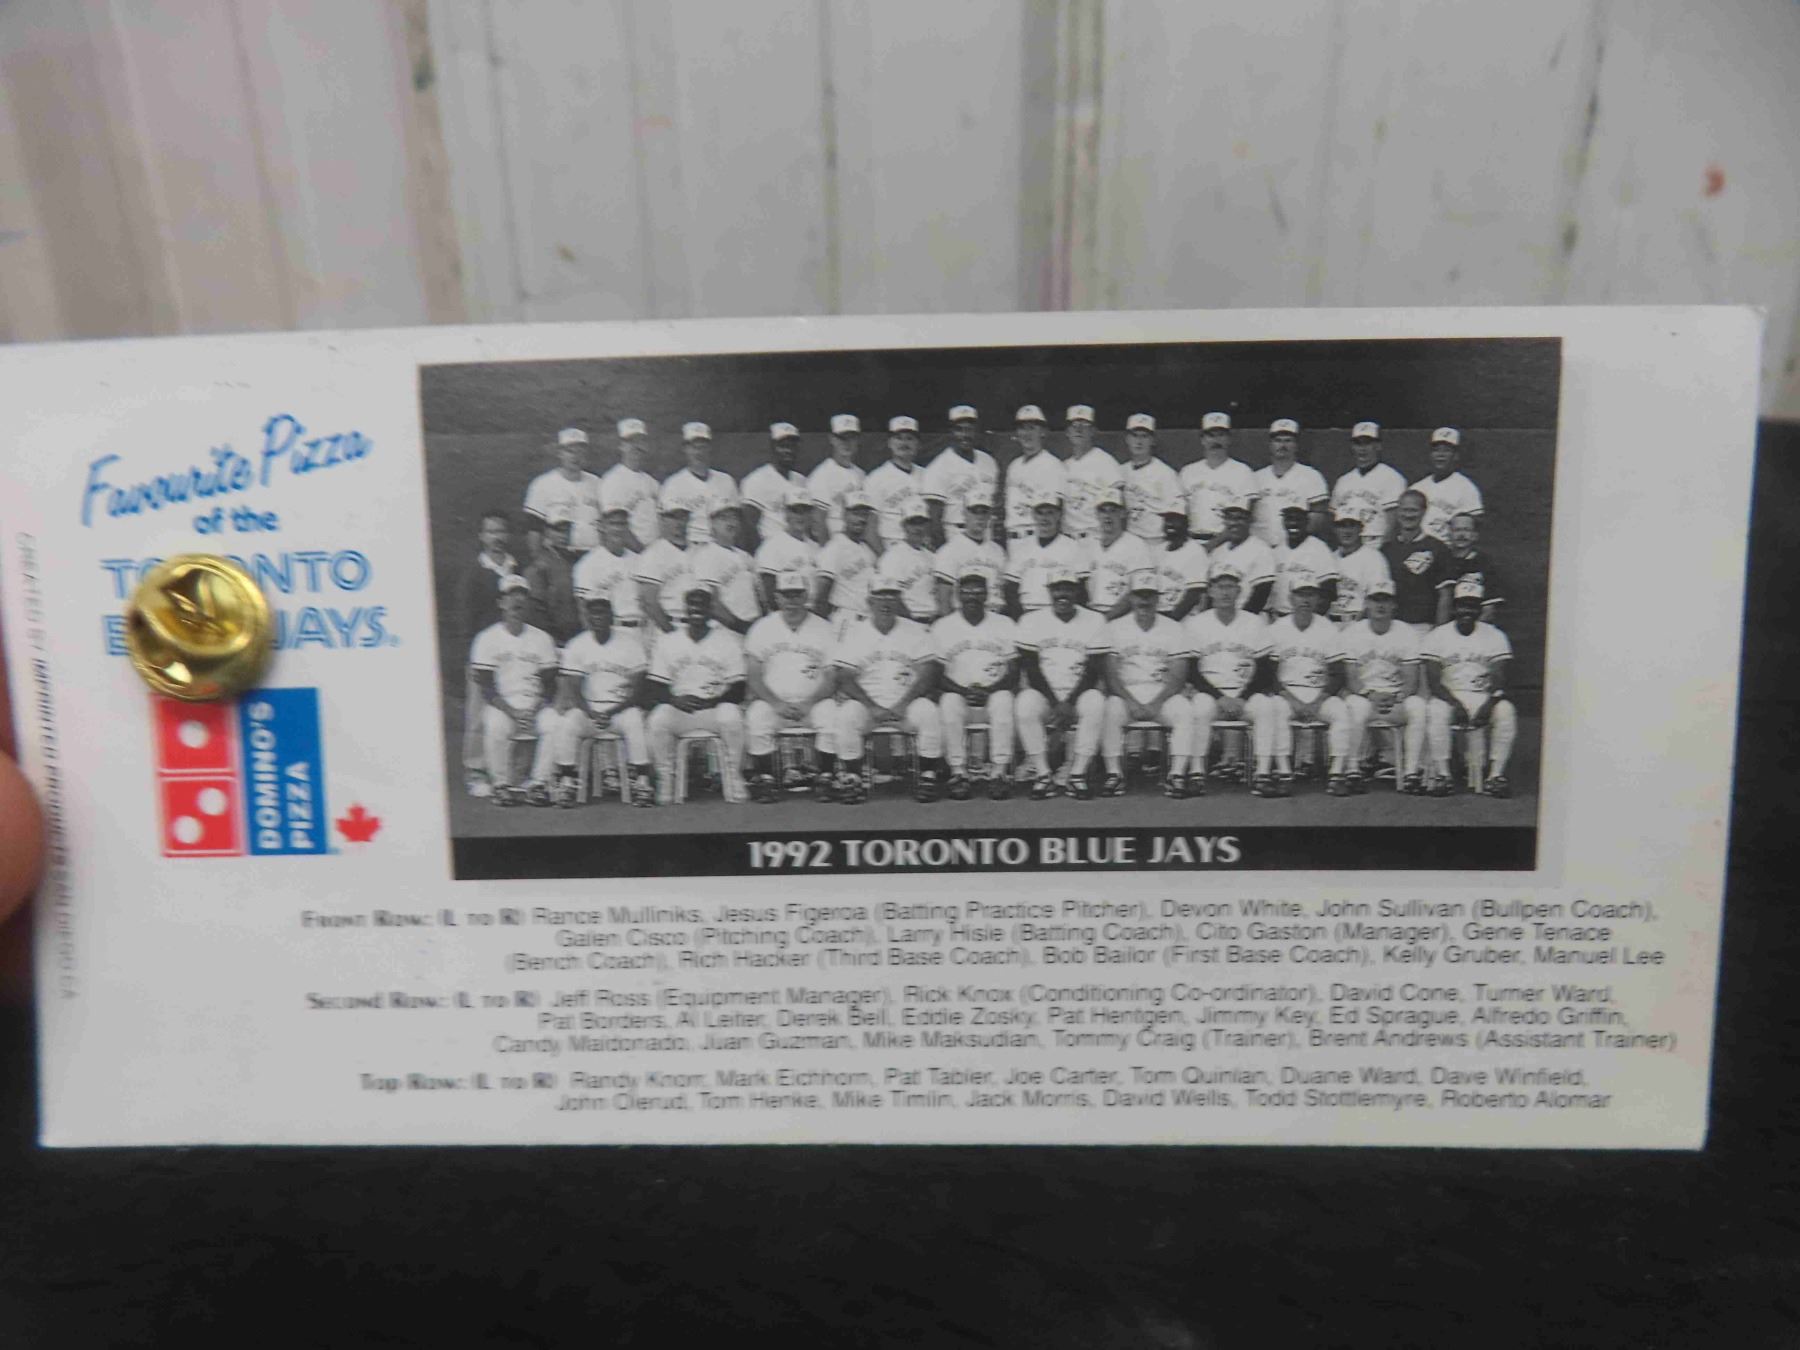 Favourite Pizza
of the
TORONTO
BLUE JAYS.
DOMINO'S
PIZZA
1992 TORONTO BLUE JAYS
Front Row: (L TO R) Rance Mulliniks, Jesus Figeroa (Batting Practice Pitcher), Devon White, John Sullivan (Bullpen Coach),
Galen Cisco (Pitching Coach), Larry Hisle (Batting Coach), Cito Gaston (Manager), Gene Tenace
(Bench Coach), Rich Hacker (Third Base Coach), Bob Bailor (First Base Coach), Kelly Gruber, Manuel Lee
Second Row: (L TO R) Jeff Ross (Equipment Manager), Rick Knox (Conditioning Co-ordinator), David Cone, Turner Ward,
Pat Borders, Al Leiter, Derek Bell, Eddie Zosky, Pat Hentgen, Jimmy Key, Ed Sprague, Alfredo Griffin,
Candy Maldonado, Juan Guzman, Mike Maksudian, Tommy Craig (Trainer), Brent Andrews (Assistant Trainer)
Top Row: (L TO R) Randy Knorr, Mark Eichhorn, Pat Tabler, Joe Carter, Tom Quinlan, Duane Ward, Dave Winfield,
John Olerud, Tom Henke, Mike Timlin, Jack Morris, David Wells, Todd Stottlemyre, Roberto Alomar
CREATED BY IMPRINTED PRODUCTS